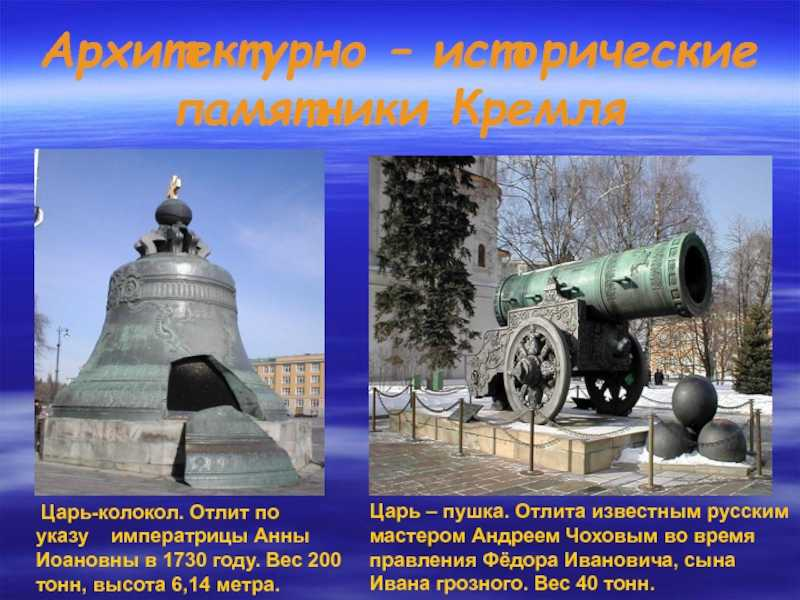 Архитектурно – исторические
памятники Кремля
Царь-колокол. Отлит по
указу императрицы Анны
Иоановны в 1730 году. Вес 200
тонн, высота 6,14 метра.
Царь – пушка. Отлита известным русским
мастером Андреем Чоховым во время
правления Фёдора Ивановича, сына
Ивана грозного. Вес 40 тонн.